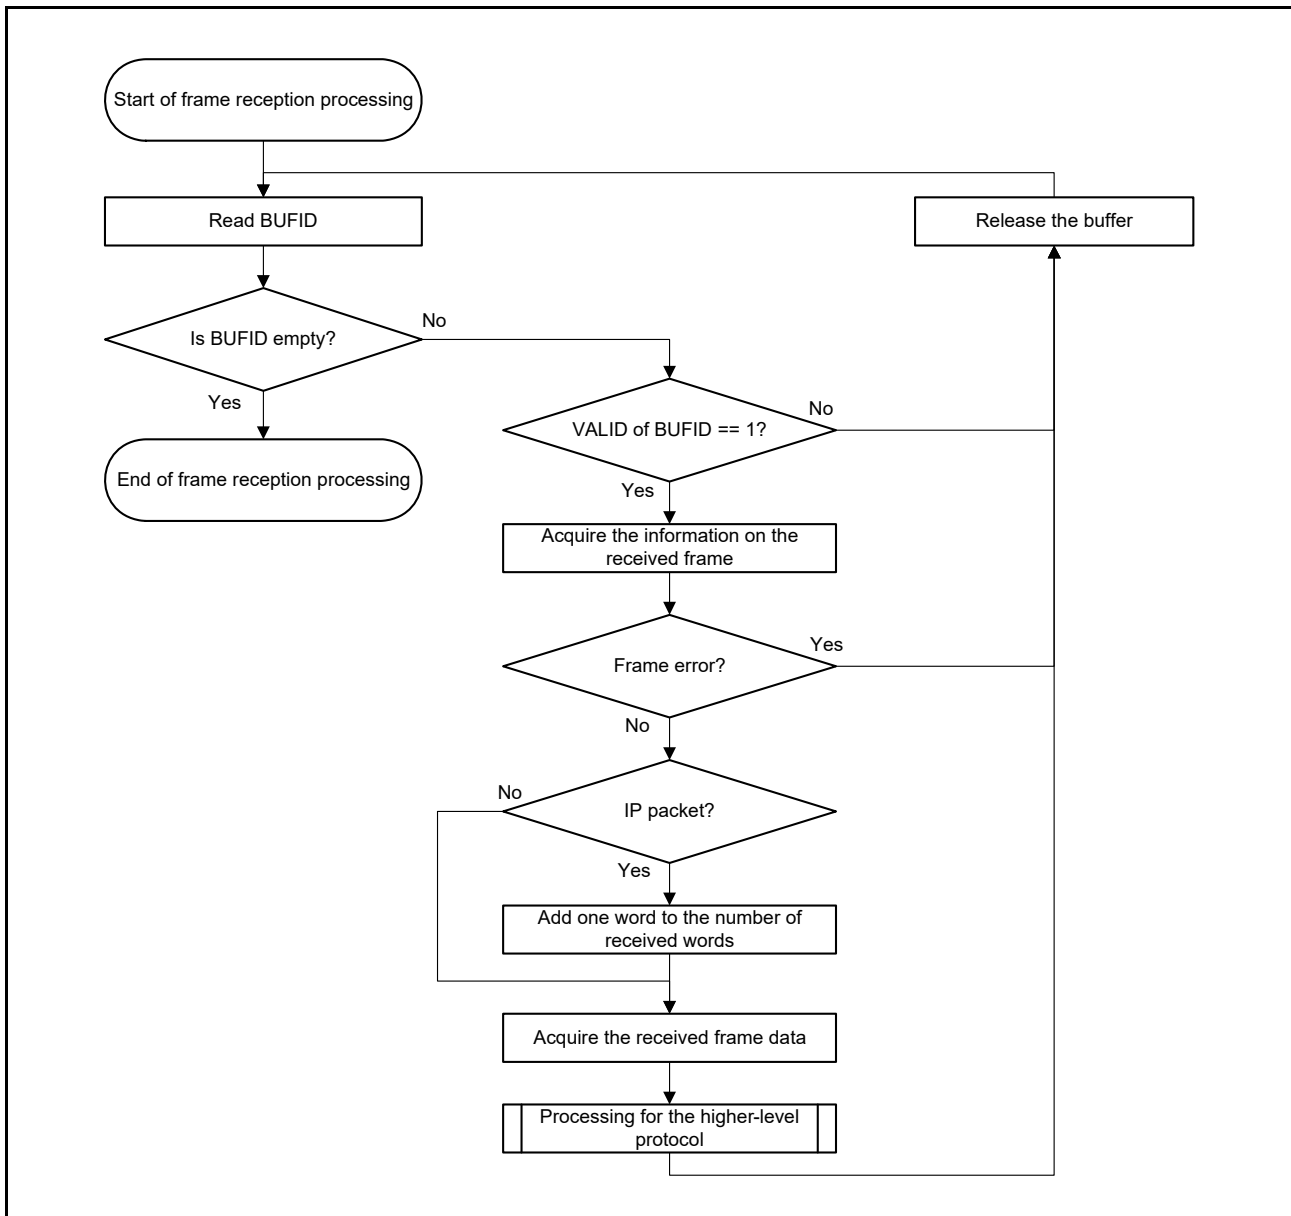 Start of frame reception processing
Read BUFID
Release the buffer
Is BUFID empty?
No
Yes
End of frame reception processing
VALID of BUFID == 1?
No
Yes
Acquire the information on the
received frame
Frame error?
Yes
No
IP packet?
No
Yes
Add one word to the number of
received words
Acquire the received frame data
Processing for the higher-level
protocol